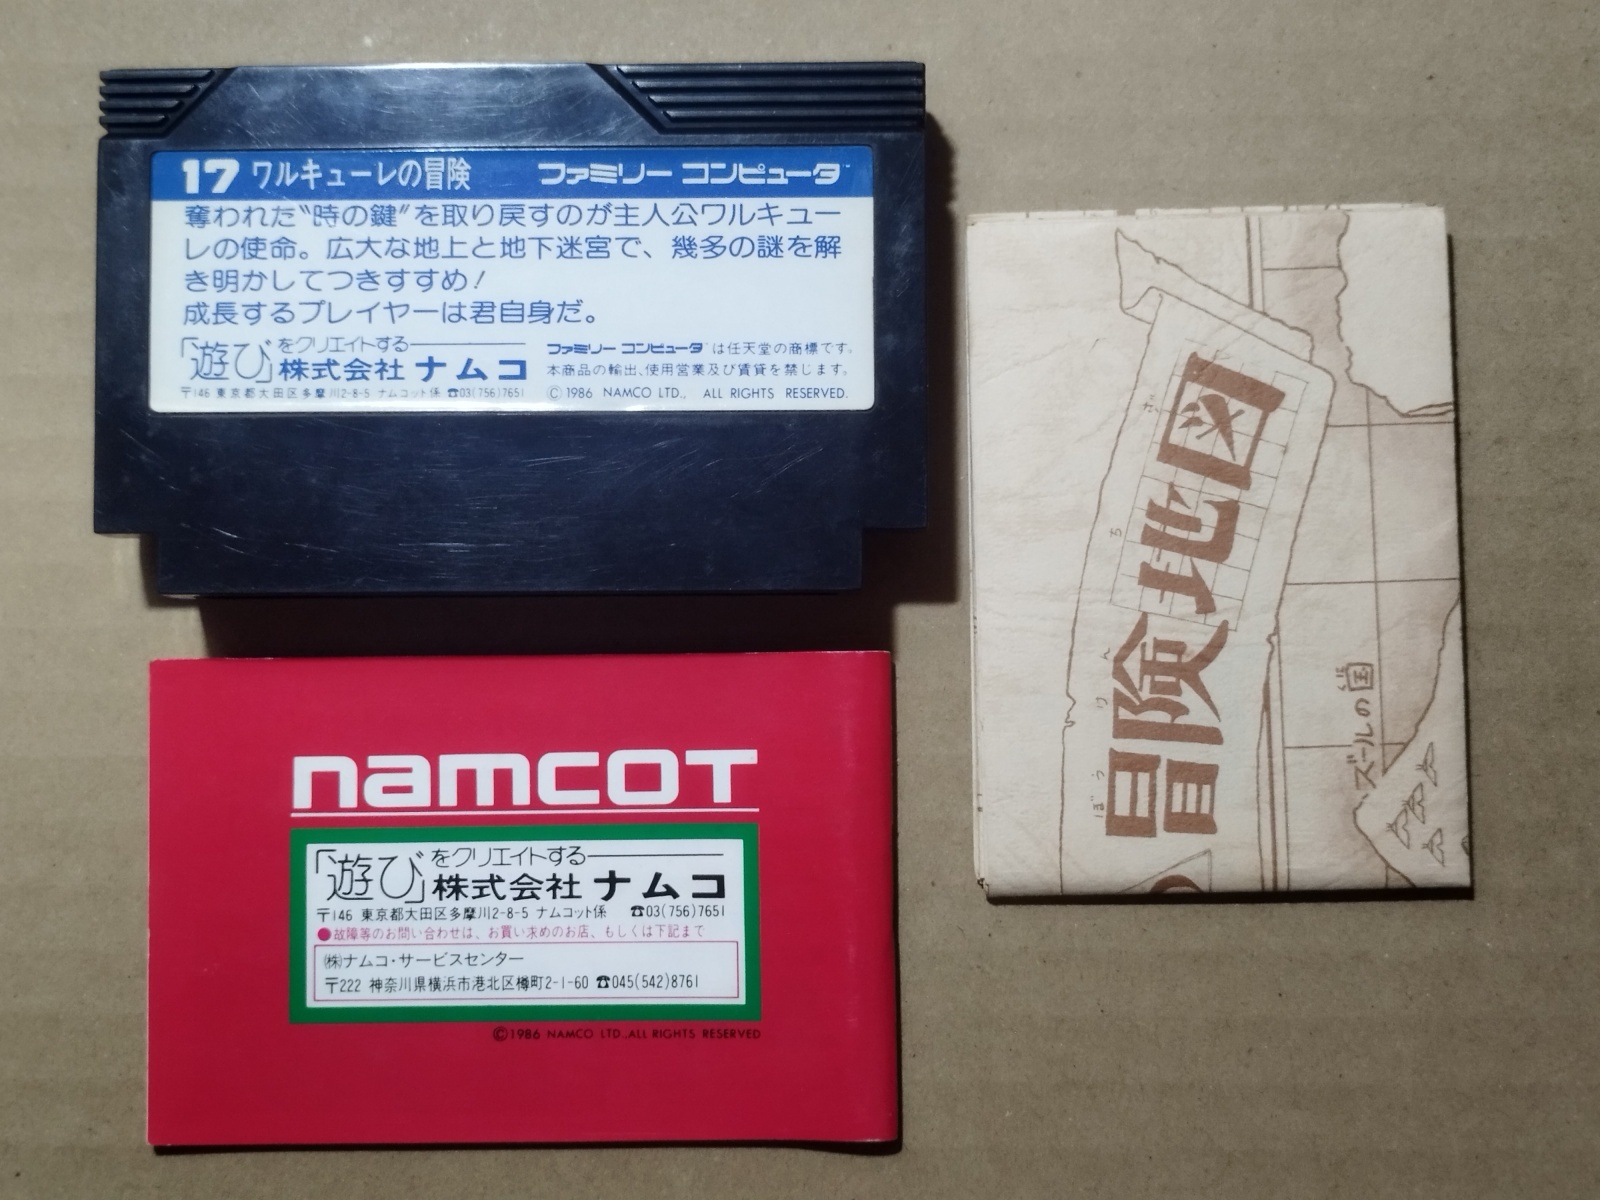 17 ワルキューレの冒険 ファミリー コンピュータ™
奪われた“時の鍵”を取り戻すのが主人公ワルキュー
レの使命。広大な地上と地下迷宮で、幾多の謎を解
き明かしてつきすすめ!
成長するプレイヤーは君自身だ。
「遊び」をクリエイトする
株式会社 ナムコ
〒146 東京都大田区多摩川2-8-5 ナムコット係 ☎03(756)7651
ファミリー コンピュータ™は任天堂の商標です。
本商品の輸出、使用営業及び賃貸を禁じます。
©1986 NAMCO LTD., ALL RIGHTS RESERVED.
namcoT
「遊び」をクリエイトする
株式会社 ナムコ
〒146 東京都大田区多摩川2-8-5 ナムコット係 ☎03(756)7651
●故障等のお問い合わせは、お買い求めのお店、もしくは下記まで
㈱ナムコ・サービスセンター
〒222 神奈川県横浜市港北区樽町2-1-60 ☎045(542)8761
©1986 NAMCO LTD.,ALL RIGHTS RESERVED
ぼうけんちず
冒険地図
ズールの国
くに